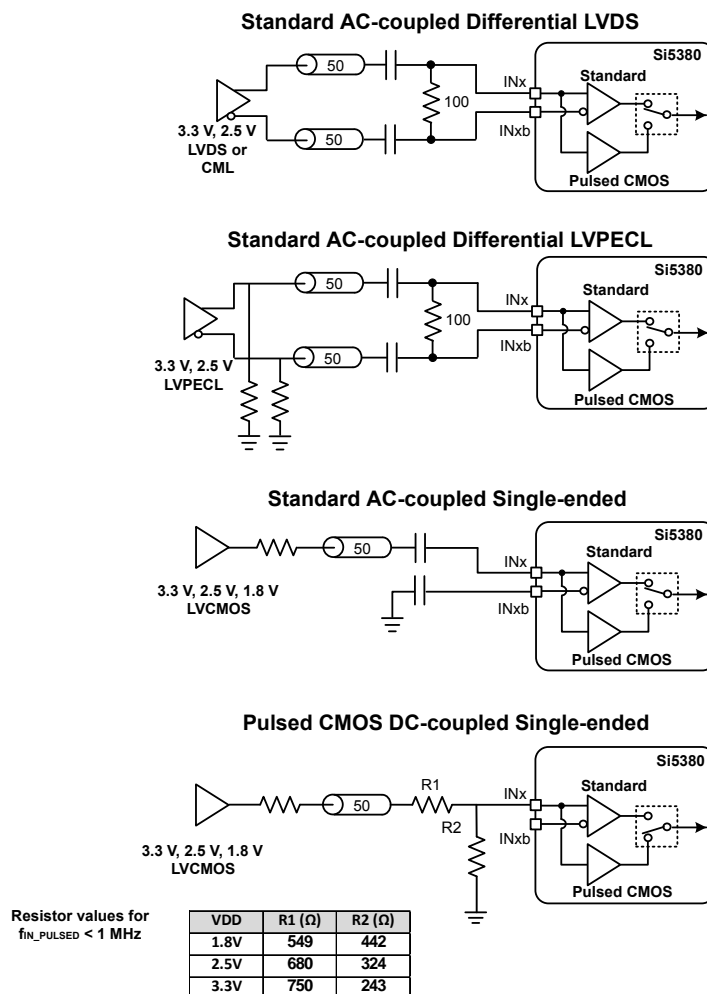 Standard AC-coupled Differential LVDS
Si5380
Standard
50
INx
100
3.3 V, 2.5 V
LVDS or
CML
50
INxb
Pulsed CMOS
Standard AC-coupled Differential LVPECL
Si5380
Standard
50
INx
100
INxb
3.3 V, 2.5 V
LVPECL
50
Pulsed CMOS
Standard AC-coupled Single-ended
Si5380
Standard
50
INx
3.3 V, 2.5 V, 1.8 V
LVCMOS
INxb
Pulsed CMOS
Pulsed CMOS DC-coupled Single-ended
Si5380
Standard
R1
INx
50
R2
INxb
3.3 V, 2.5 V, 1.8 V
LVCMOS
Pulsed CMOS
Resistor values for
fIN_PULSED < 1 MHz
VDD R1 (Ω) R2 (Ω)
1.8V 549 442
2.5V 680 324
3.3V 750 243